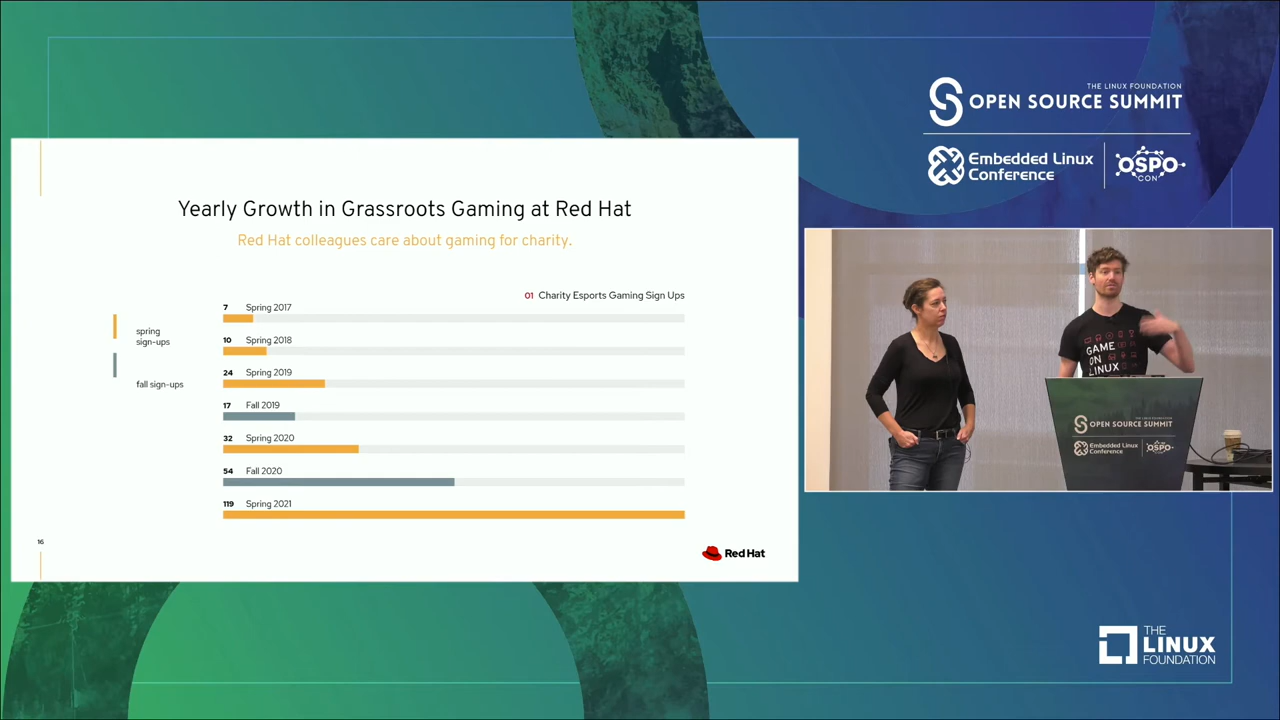 THE LINUX FOUNDATION
OPEN SOURCE SUMMIT
Embedded Linux
Conference
OSPO
CON
Yearly Growth in Grassroots Gaming at Red Hat
Red Hat colleagues care about gaming for charity.
01 Charity Esports Gaming Sign Ups
spring
sign-ups
fall sign-ups
7 Spring 2017
10 Spring 2018
24 Spring 2019
17 Fall 2019
32 Spring 2020
54 Fall 2020
119 Spring 2021
16
Red Hat
GAME
ON
LINUX
OPEN SOURCE SUMMIT
Embedded Linux
Conference
OSPO
THE
LINUX
FOUNDATION